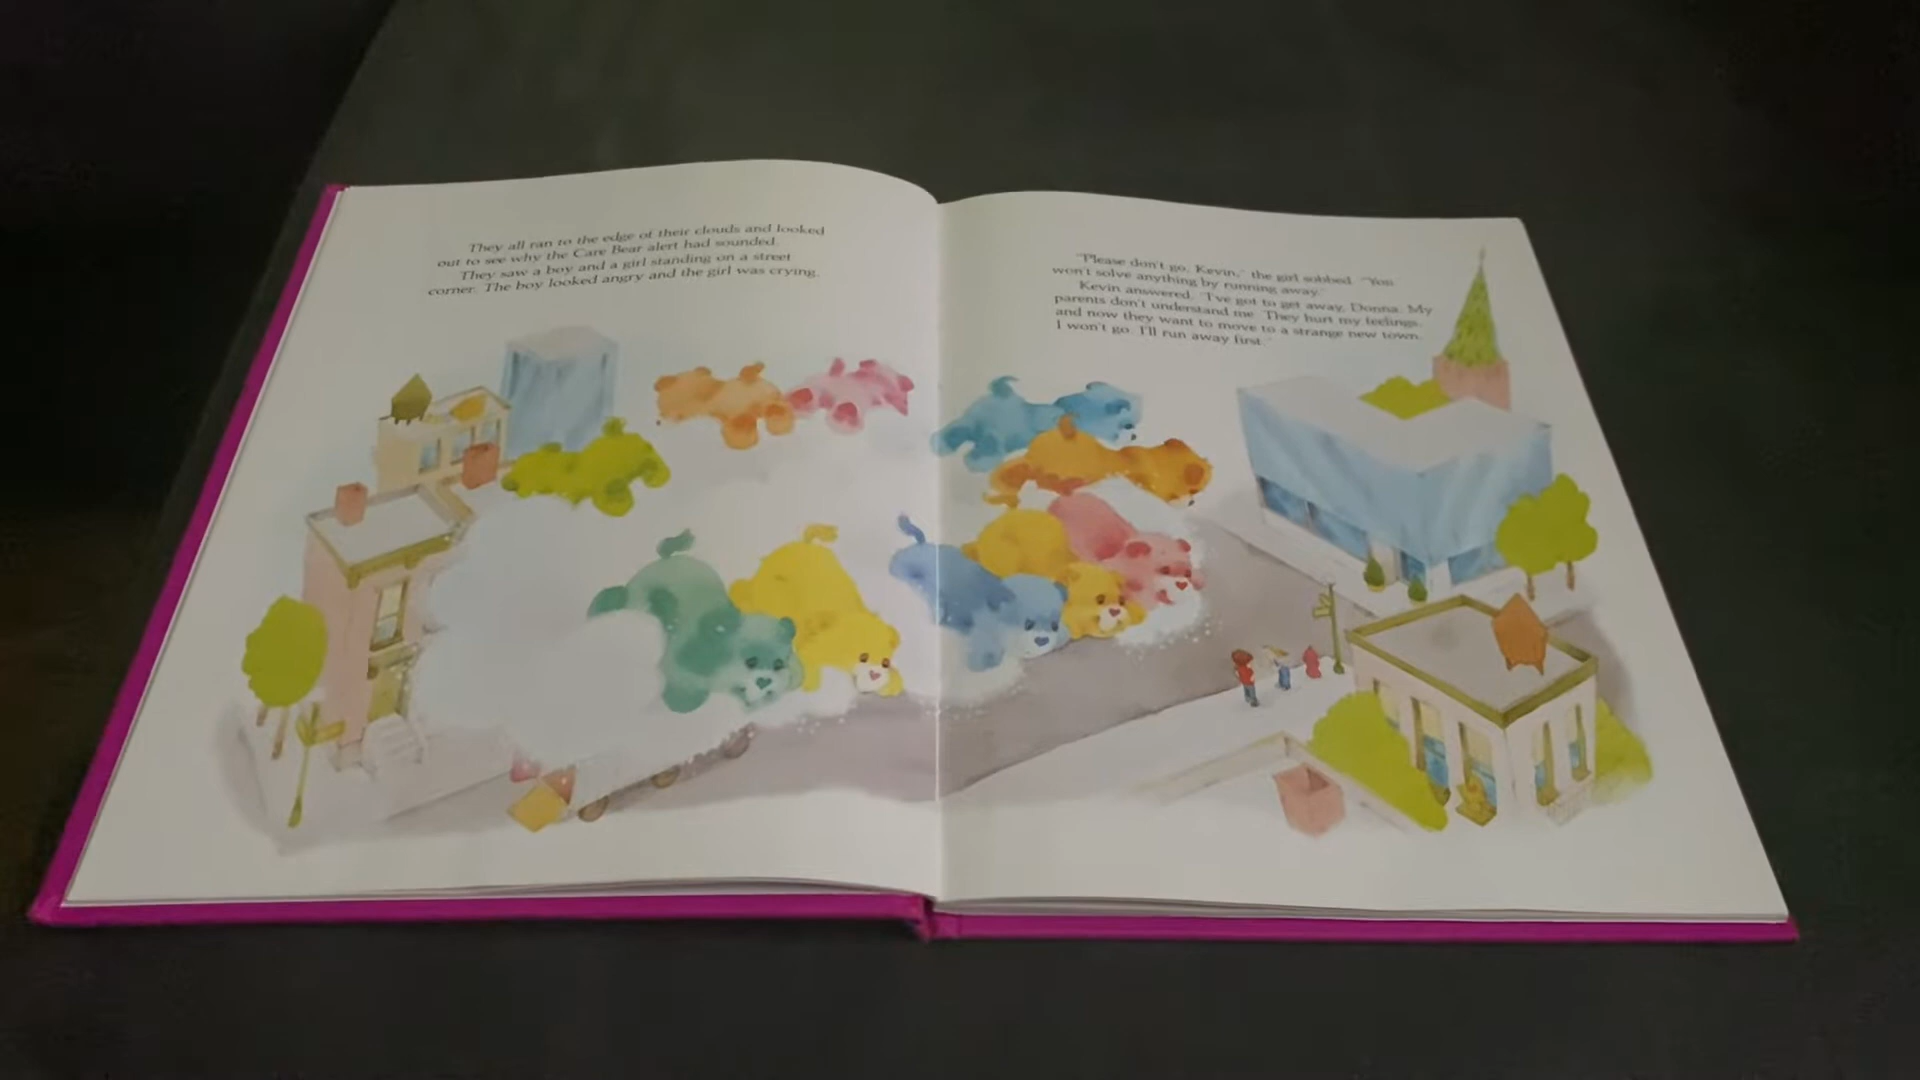 They all ran to the edge of their clouds and looked
out to see why the Care Bear alert had sounded.
They saw a boy and a girl standing on a street
corner. The boy looked angry and the girl was crying.
"Please don't go, Kevin," the girl sobbed. "You
won't solve anything by running away."
Kevin answered, "I've got to get away, Donna. My
parents don't understand me. They hurt my feelings,
and now they want to move to a strange new town.
I won't go. I'll run away first."